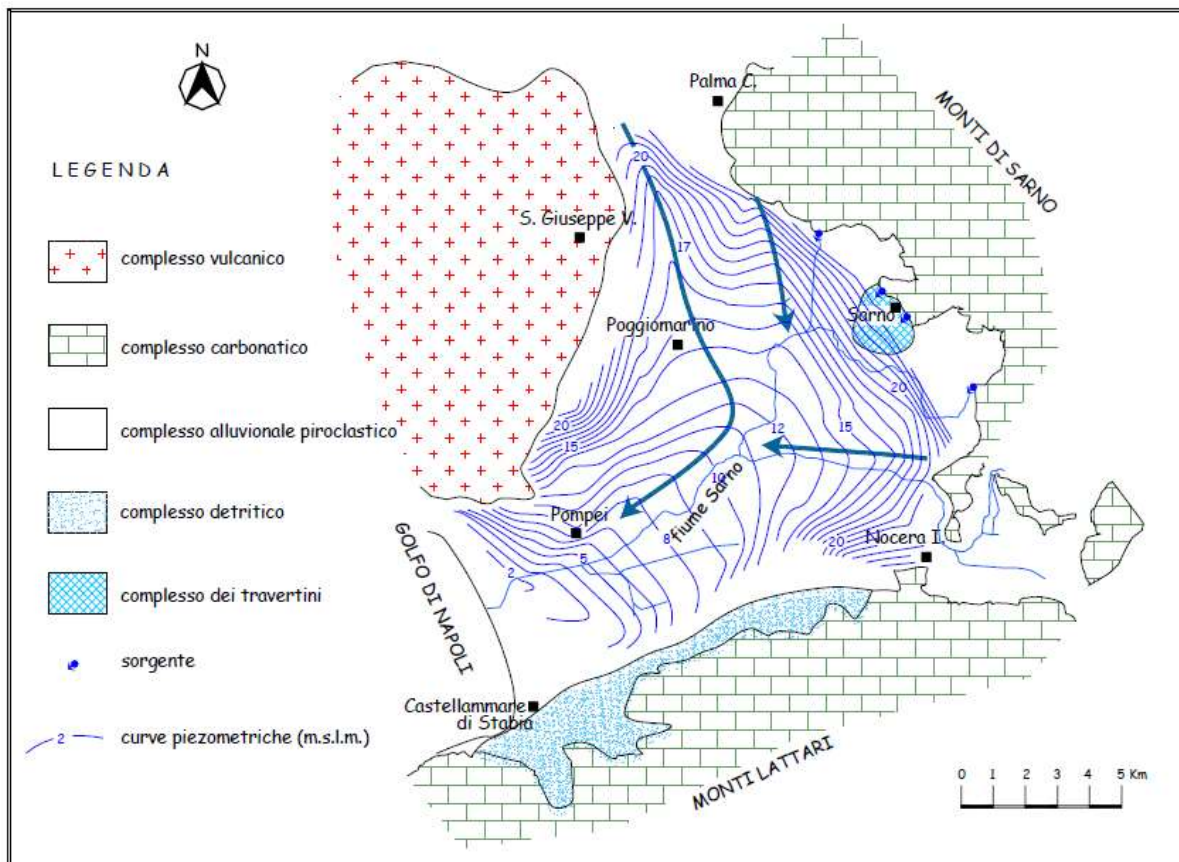 N
LEGENDA
complesso vulcanico
complesso carbonatico
complesso alluvionale piroclastico
complesso detritico
complesso dei travertini
sorgente
2
curve piezometriche (m.s.l.m.)
Palma C.
MONTI DI SARNO
20
S. Giuseppe V.
17
Sarno
Poggiomarino
20
20
15
15
12
10
fiume Sarno
Pompei
8
Nocera I.
20
5
2
GOLFO DI NAPOLI
Castellammare
di Stabia
MONTI LATTARI
0 1 2 3 4 5 Km